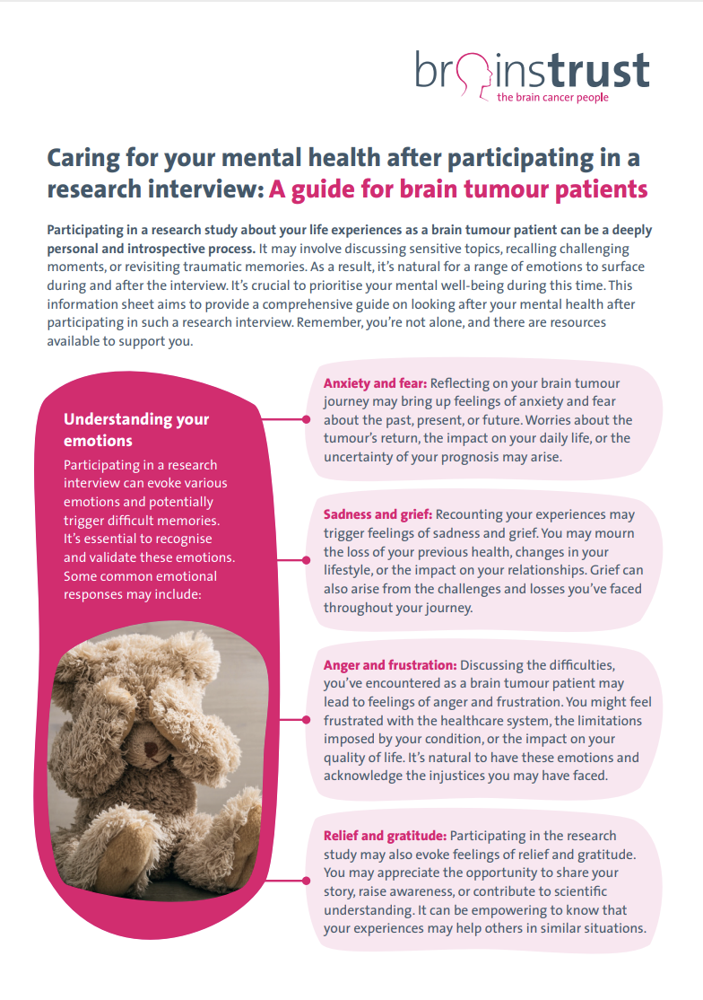 brainstrust
the brain cancer people
Caring for your mental health after participating in a
research interview: A guide for brain tumour patients
Participating in a research study about your life experiences as a brain tumour patient can be a deeply
personal and introspective process. It may involve discussing sensitive topics, recalling challenging
moments, or revisiting traumatic memories. As a result, it’s natural for a range of emotions to surface
during and after the interview. It’s crucial to prioritise your mental well-being during this time. This
information sheet aims to provide a comprehensive guide on looking after your mental health after
participating in such a research interview. Remember, you’re not alone, and there are resources
available to support you.
Understanding your
emotions
Participating in a research
interview can evoke various
emotions and potentially
trigger difficult memories.
It’s essential to recognise
and validate these emotions.
Some common emotional
responses may include:
Anxiety and fear: Reflecting on your brain tumour
journey may bring up feelings of anxiety and fear
about the past, present, or future. Worries about the
tumour’s return, the impact on your daily life, or the
uncertainty of your prognosis may arise.
Sadness and grief: Recounting your experiences may
trigger feelings of sadness and grief. You may mourn
the loss of your previous health, changes in your
lifestyle, or the impact on your relationships. Grief can
also arise from the challenges and losses you’ve faced
throughout your journey.
Anger and frustration: Discussing the difficulties,
you’ve encountered as a brain tumour patient may
lead to feelings of anger and frustration. You might feel
frustrated with the healthcare system, the limitations
imposed by your condition, or the impact on your
quality of life. It’s natural to have these emotions and
acknowledge the injustices you may have faced.
Relief and gratitude: Participating in the research
study may also evoke feelings of relief and gratitude.
You may appreciate the opportunity to share your
story, raise awareness, or contribute to scientific
understanding. It can be empowering to know that
your experiences may help others in similar situations.